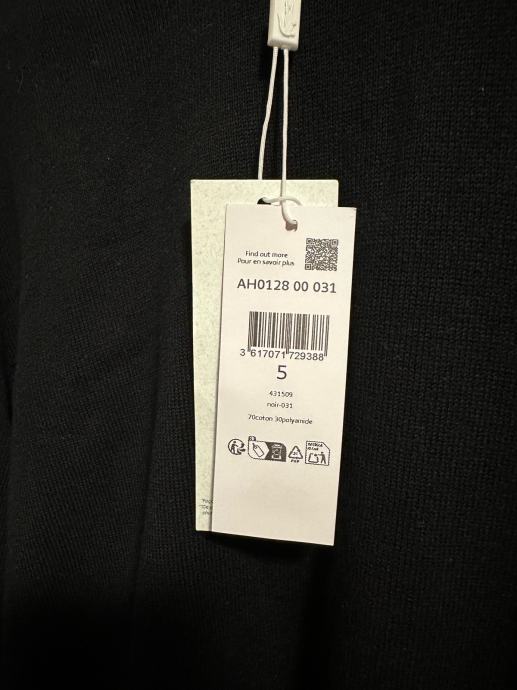 Find out more
Pour en savoir plus
AH0128 00 031
3 617071 729388
5
431509
noir-031
70coton 30polyamide